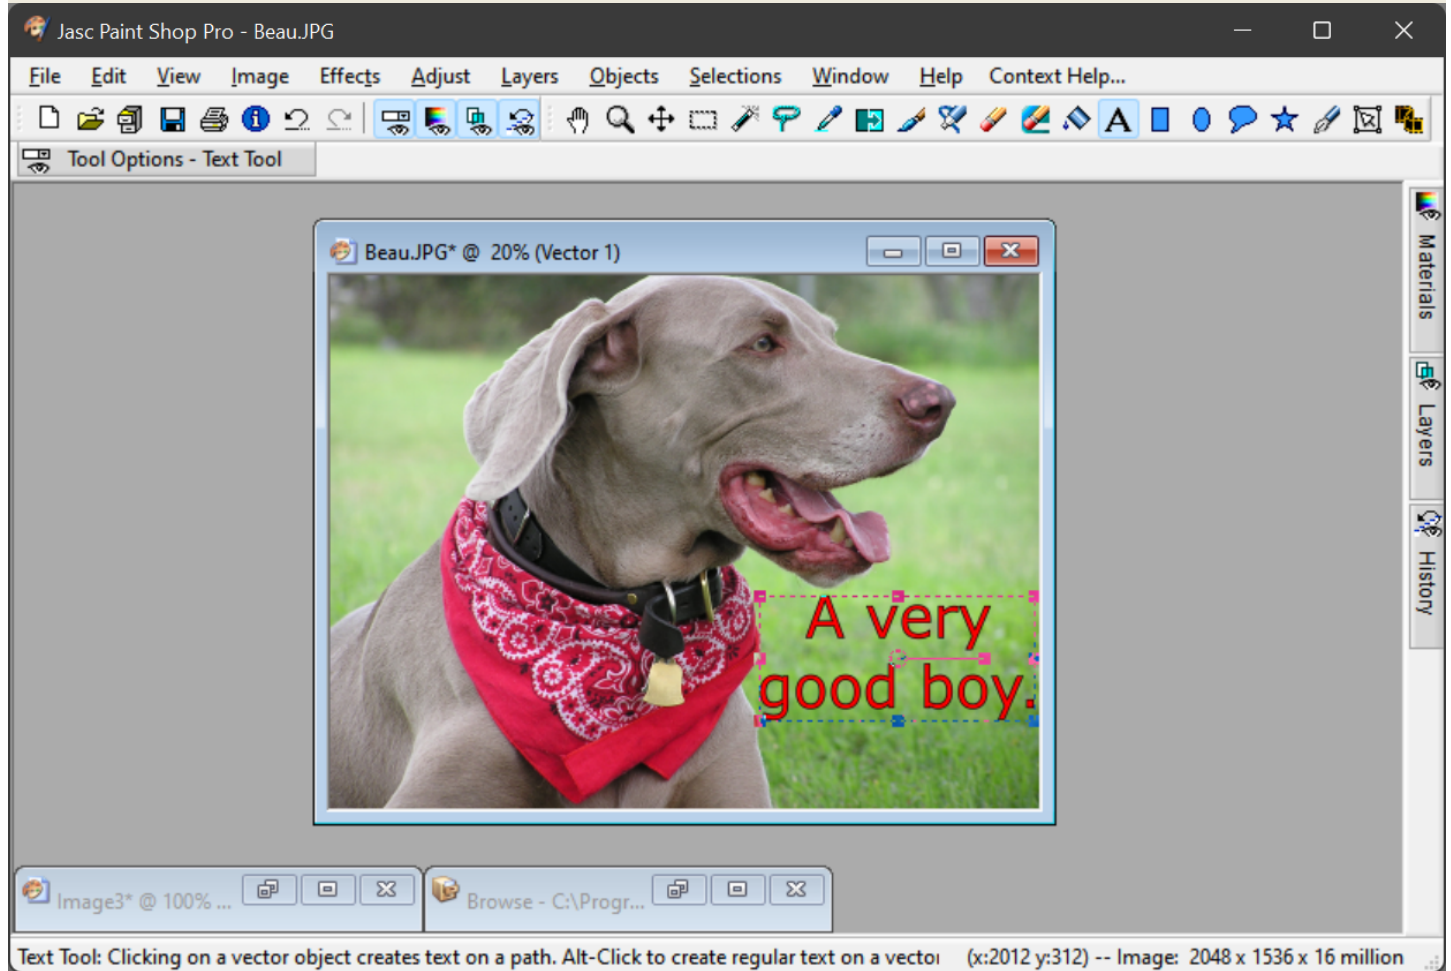 Jasc Paint Shop Pro - Beau.JPG
File Edit View Image Effects Adjust Layers Objects Selections Window Help Context Help...
Tool Options - Text Tool
Beau.JPG* @ 20% (Vector 1)
A very
good boy.
Materials
Layers
History
Image3* @ 100% ...
Browse - C:\Progr...
Text Tool: Clicking on a vector object creates text on a path. Alt-Click to create regular text on a vector (x:2012 y:312) -- Image: 2048 x 1536 x 16 million